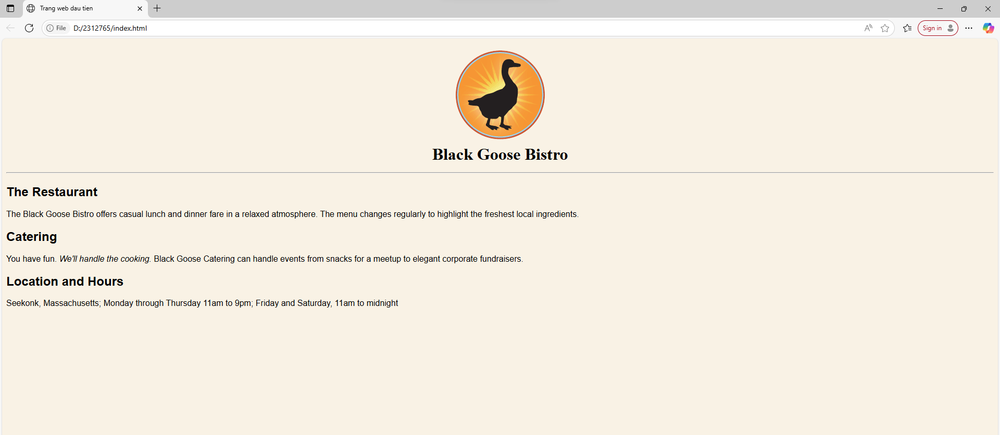 Trang web dau tien
File D:/2312765/index.html
Sign in
Black Goose Bistro
The Restaurant
The Black Goose Bistro offers casual lunch and dinner fare in a relaxed atmosphere. The menu changes regularly to highlight the freshest local ingredients.
Catering
You have fun. We'll handle the cooking. Black Goose Catering can handle events from snacks for a meetup to elegant corporate fundraisers.
Location and Hours
Seekonk, Massachusetts; Monday through Thursday 11am to 9pm; Friday and Saturday, 11am to midnight